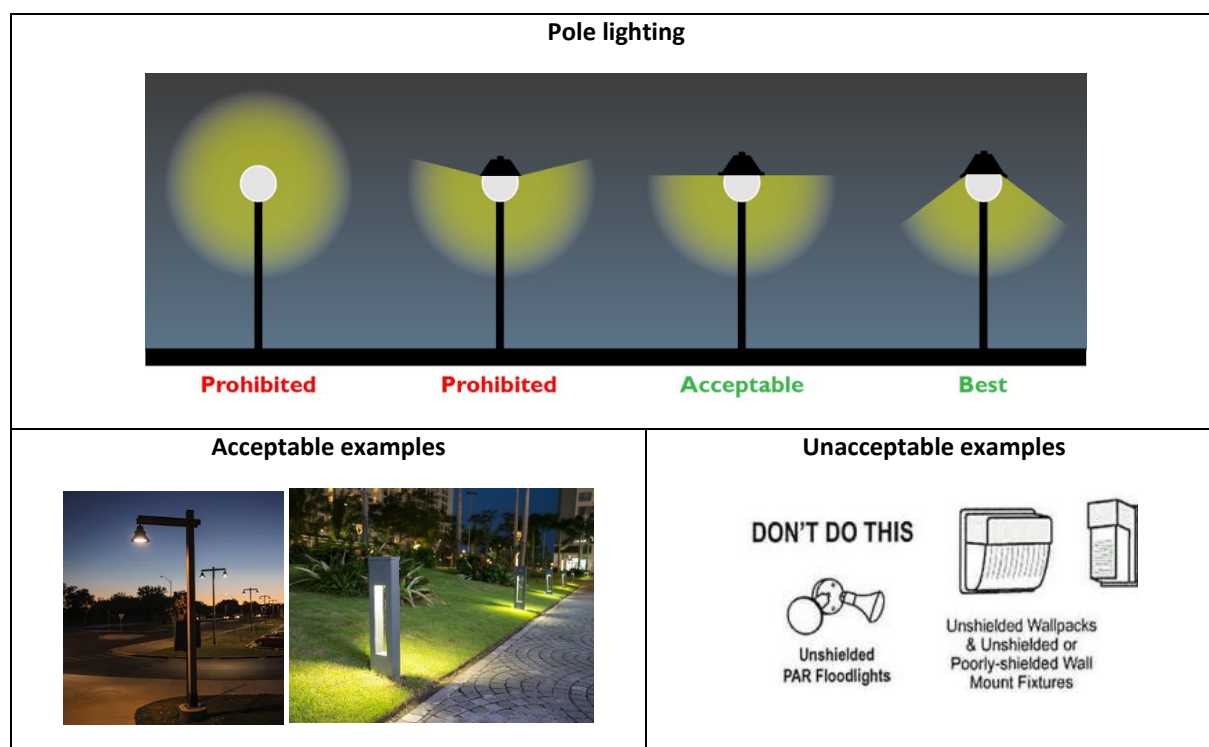 Pole lighting
Prohibited
Prohibited
Acceptable
Best
Acceptable examples
Unacceptable examples
DON'T DO THIS
Unshielded
PAR Floodlights
Unshielded Wallpacks
& Unshielded or
Poorly-shielded Wall
Mount Fixtures